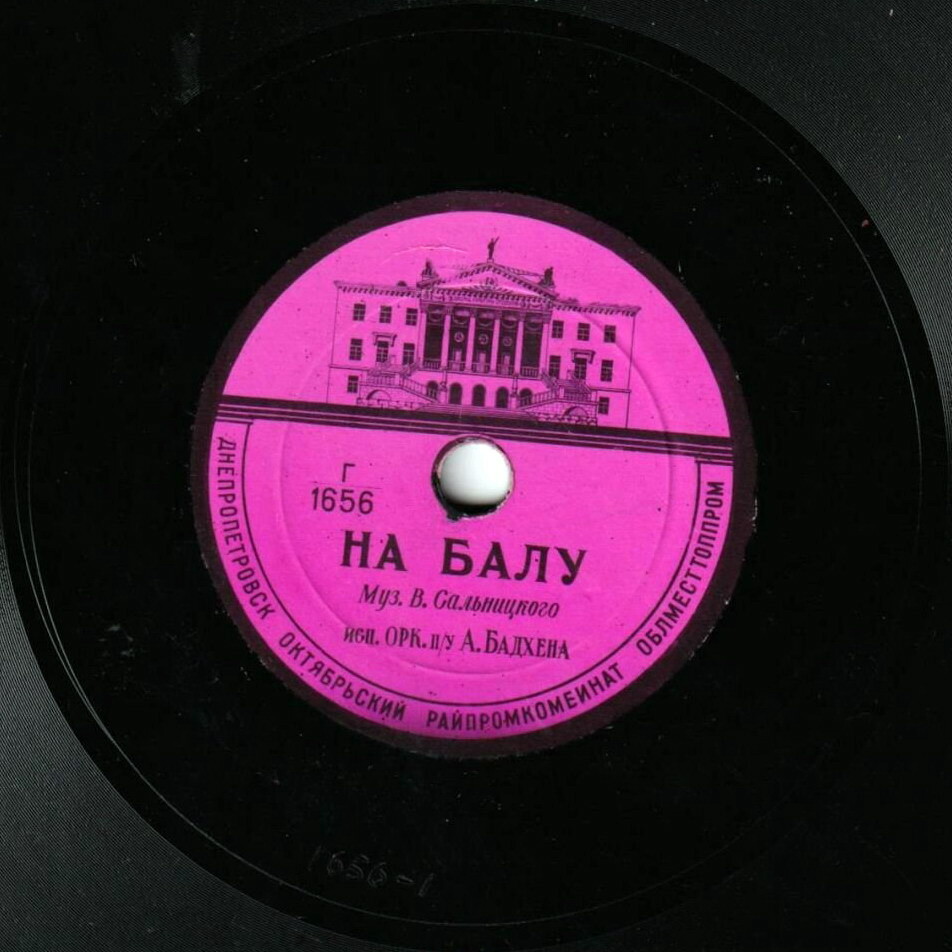 Г
1656
НА БАЛУ
Муз. В. Сальницкого
исп. ОРК. п/у А. БАДХЕНА
ДНЕПРОПЕТРОВСК ОКТЯБРЬСКИЙ РАЙПРОМКОМБИНАТ ОБЛМЕСТТОППРОМ
1656-1